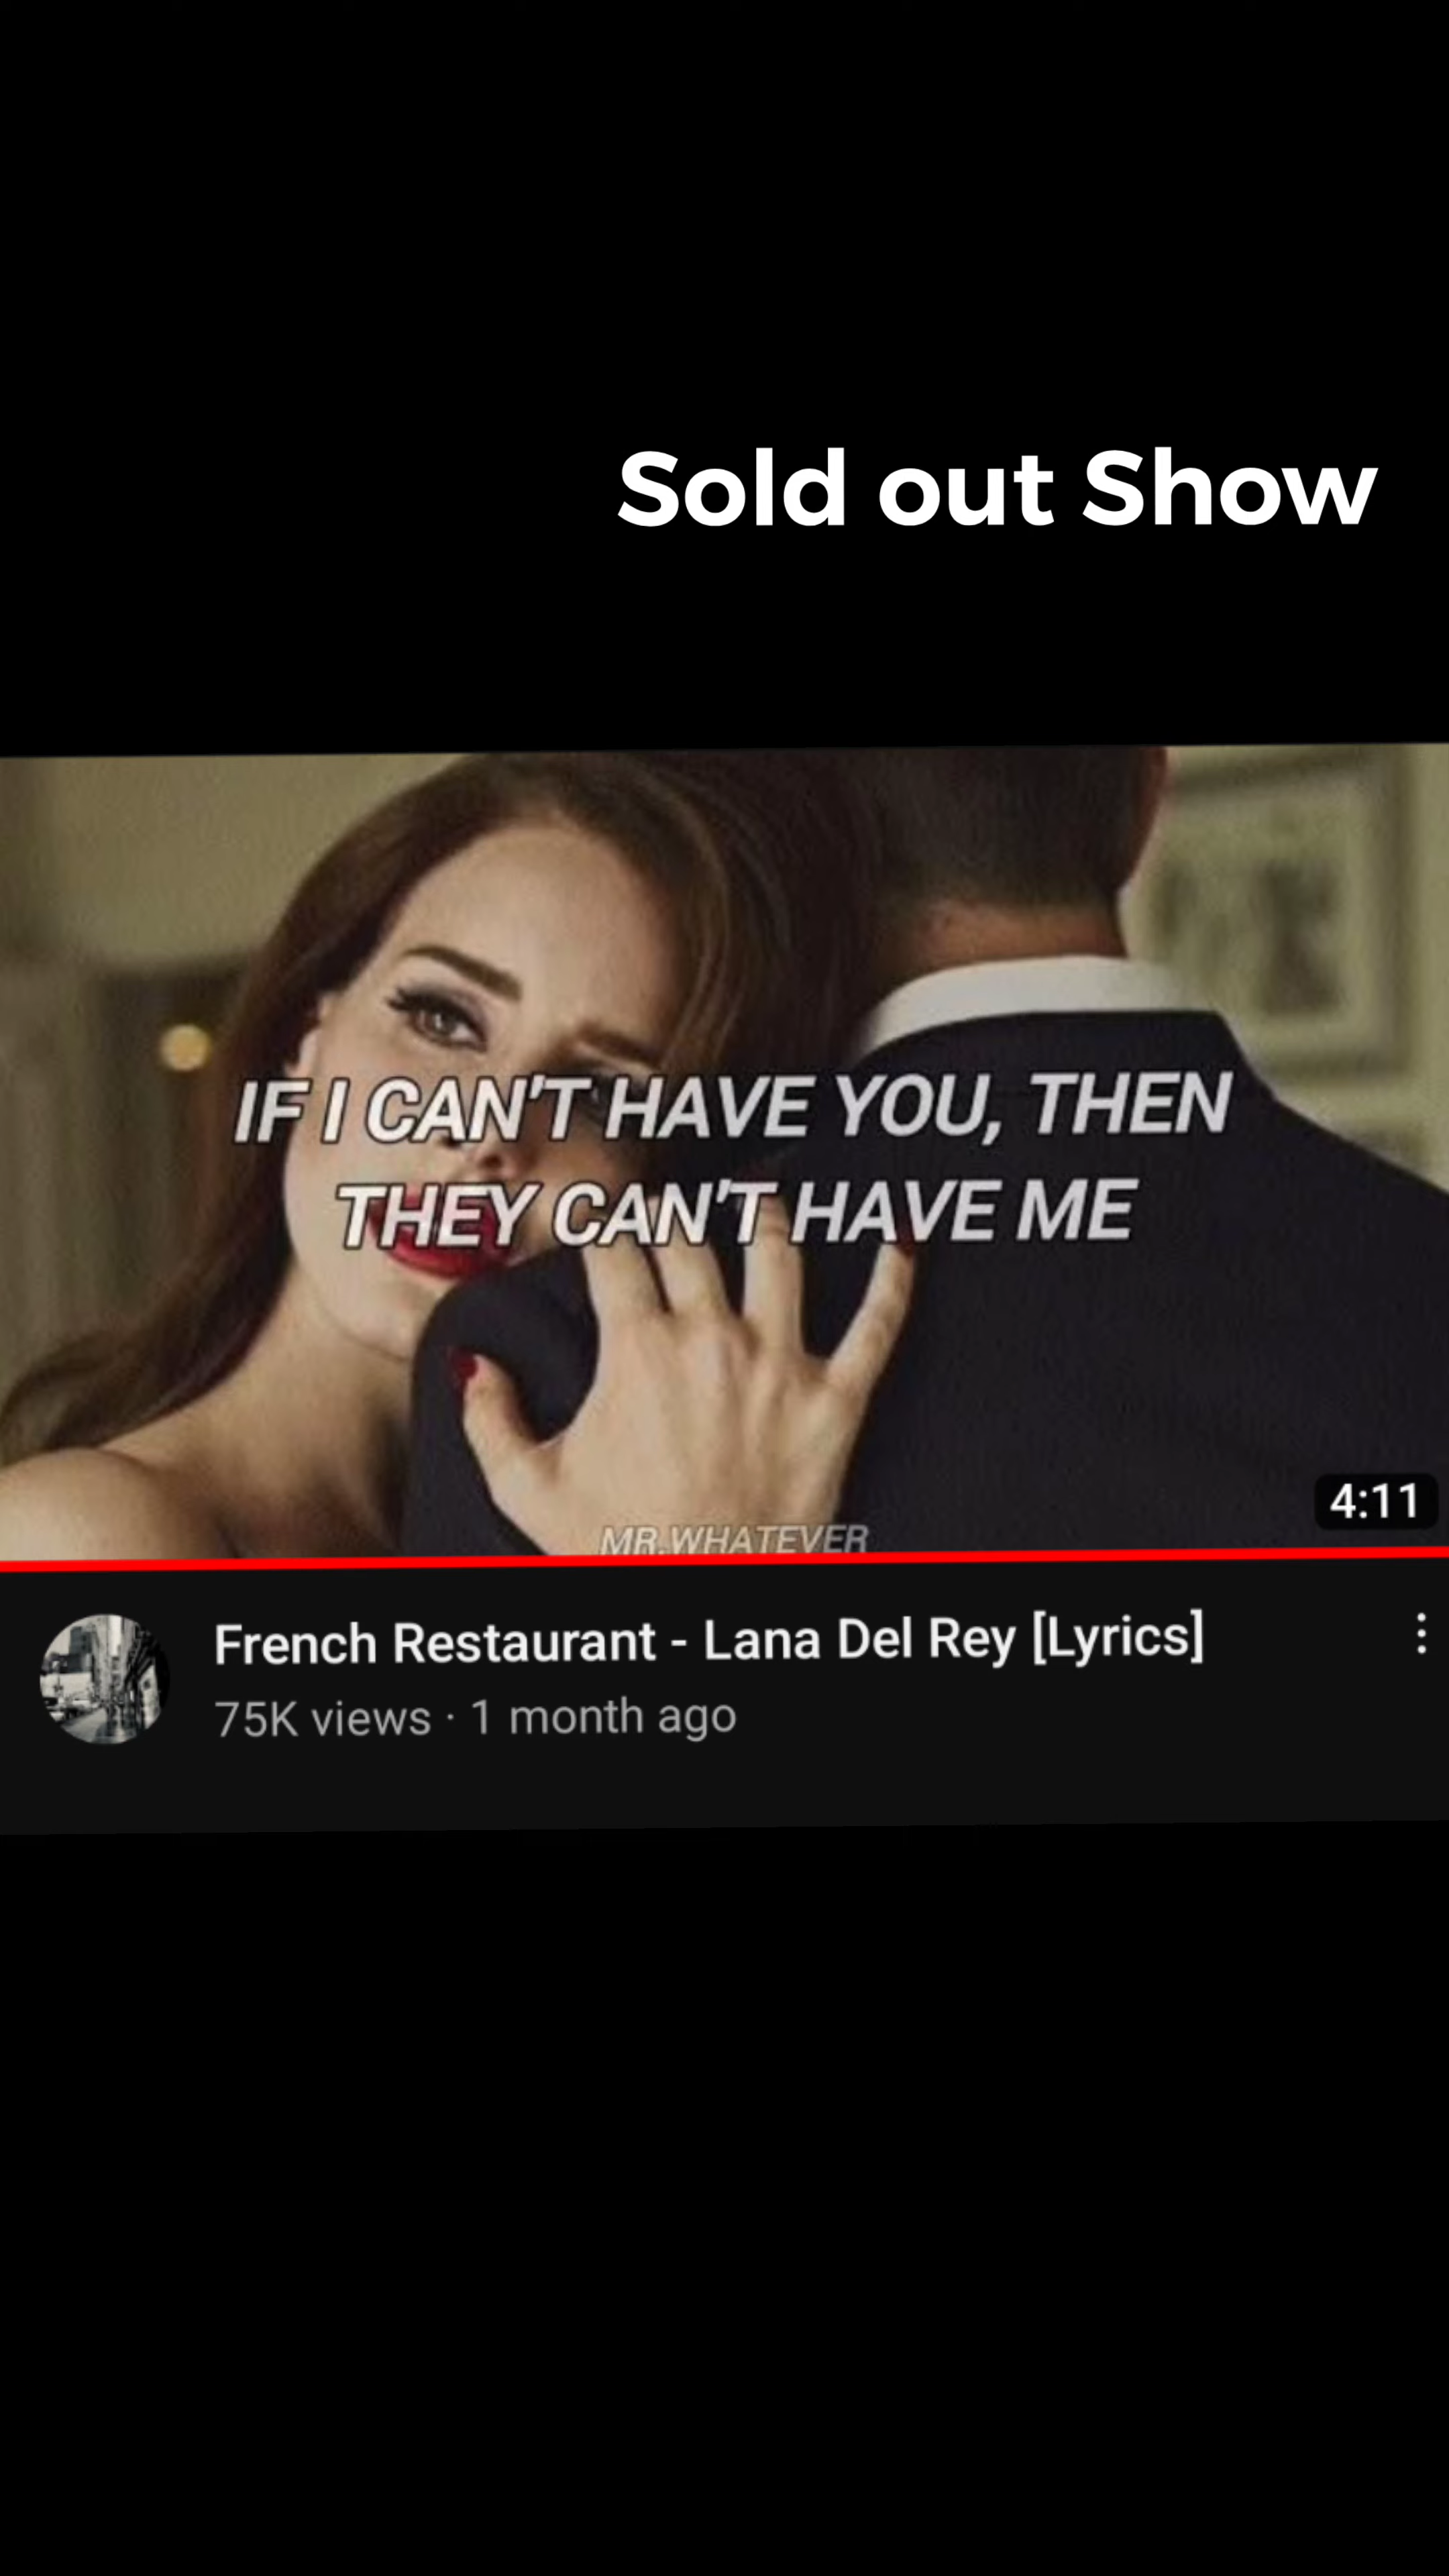 Sold out Show
IF I CAN'T HAVE YOU, THEN
THEY CAN'T HAVE ME
4:11
MR.WHATEVER
French Restaurant - Lana Del Rey [Lyrics]
75K views · 1 month ago